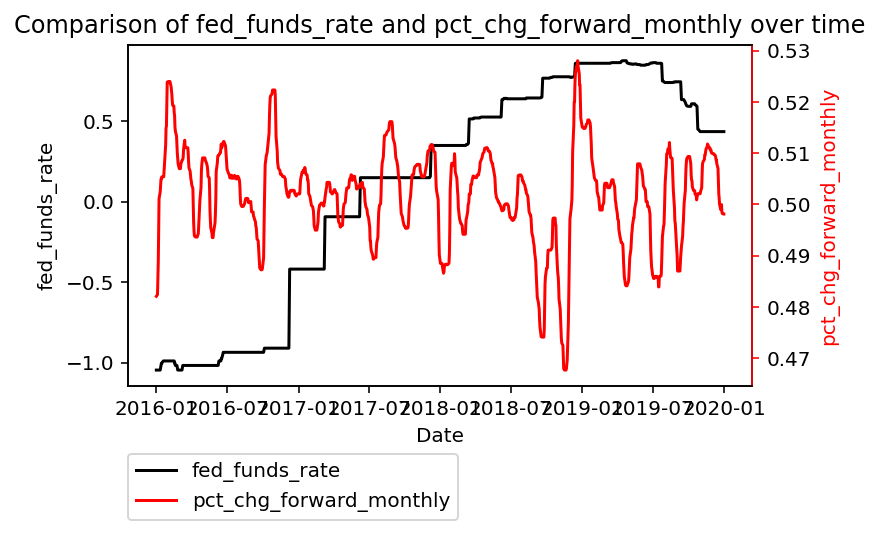 Comparison of fed_funds_rate and pct_chg_forward_monthly over time
0.5
0.0
−0.5
−1.0
fed_funds_rate
0.53
0.52
0.51
0.50
0.49
0.48
0.47
pct_chg_forward_monthly
2016-01 2016-07 2017-01 2017-07 2018-01 2018-07 2019-01 2019-07 2020-01
Date
fed_funds_rate
pct_chg_forward_monthly